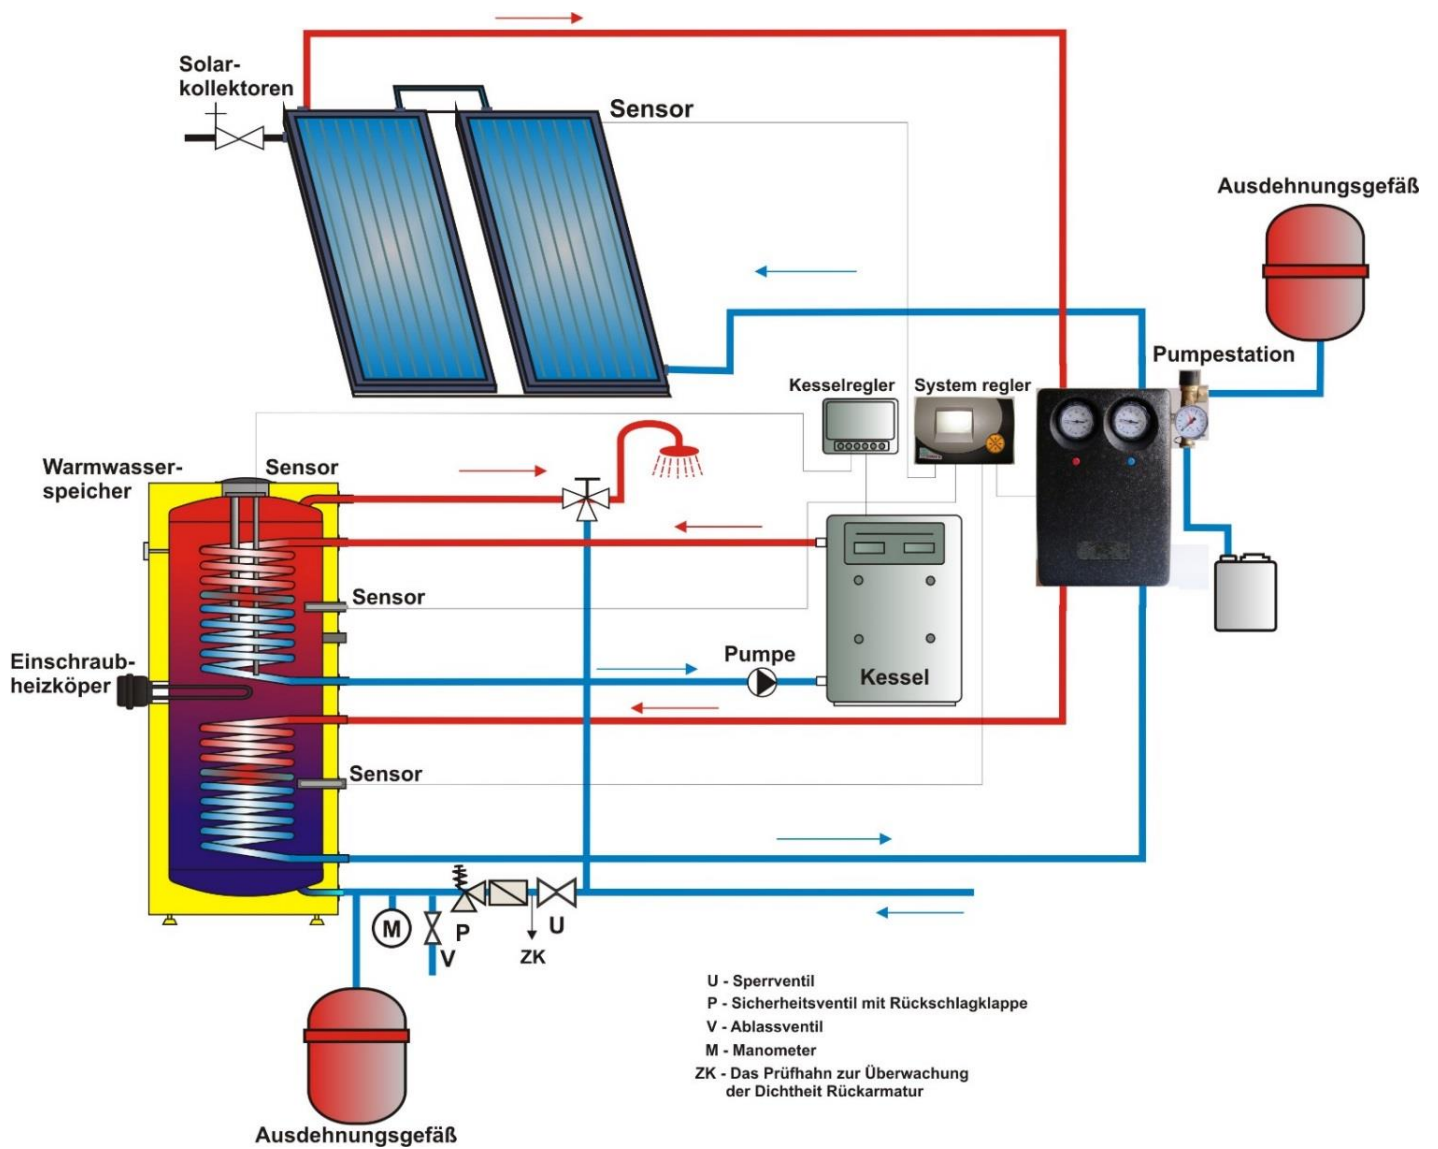 Solar-
kollektoren
Sensor
Ausdehnungsgefäß
Pumpestation
Kesselregler
System regler
Warmwasser-
speicher
Sensor
Sensor
Einschraub-
heizköper
Pumpe
Kessel
Sensor
M
V
P
ZK
U
U - Sperrventil
P - Sicherheitsventil mit Rückschlagklappe
V - Ablassventil
M - Manometer
ZK - Das Prüfhahn zur Überwachung
der Dichtheit Rückarmatur
Ausdehnungsgefäß